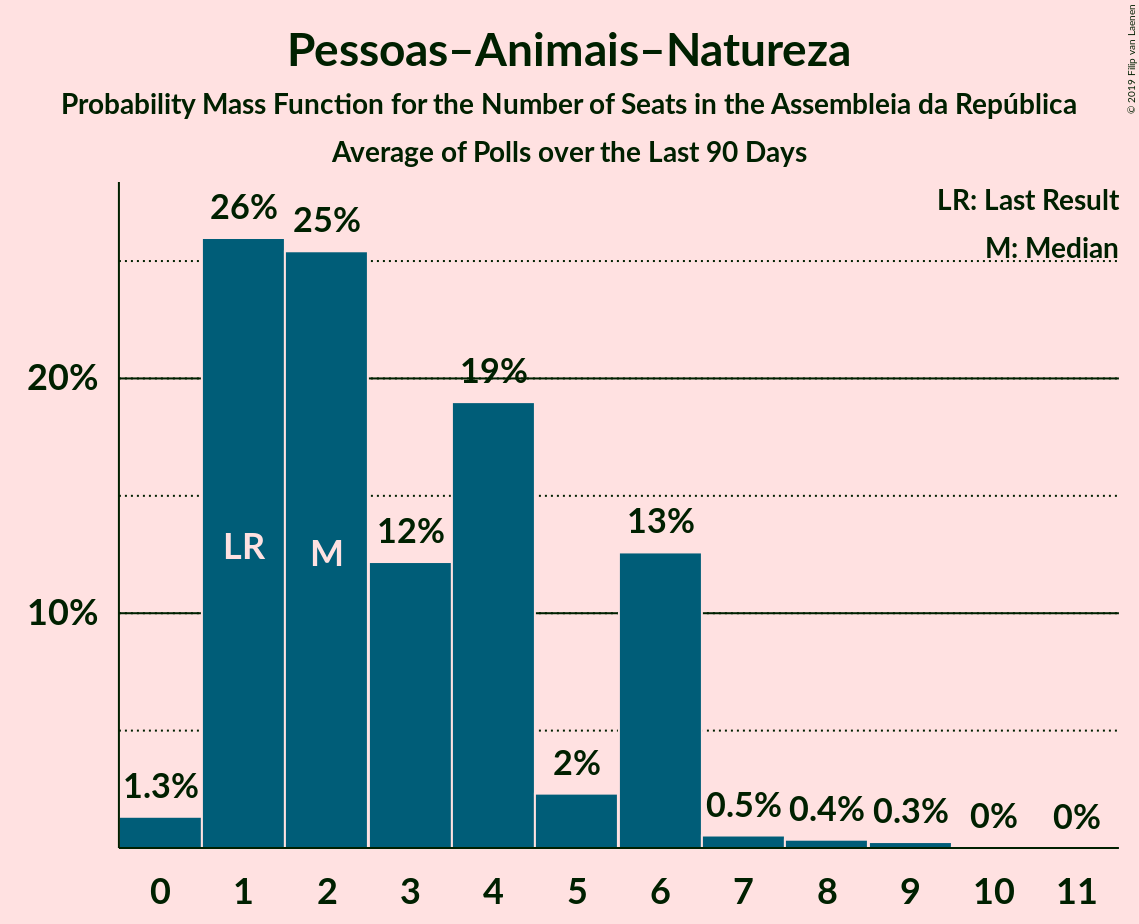 Pessoas–Animais–Natureza
Probability Mass Function for the Number of Seats in the Assembleia da República
Average of Polls over the Last 90 Days
© 2019 Filip van Laenen
LR: Last Result
M: Median
26%
25%
20%
19%
13%
12%
LR
M
10%
2%
1.3%
0.5%
0.4%
0.3%
0%
0%
0 1 2 3 4 5 6 7 8 9 10 11